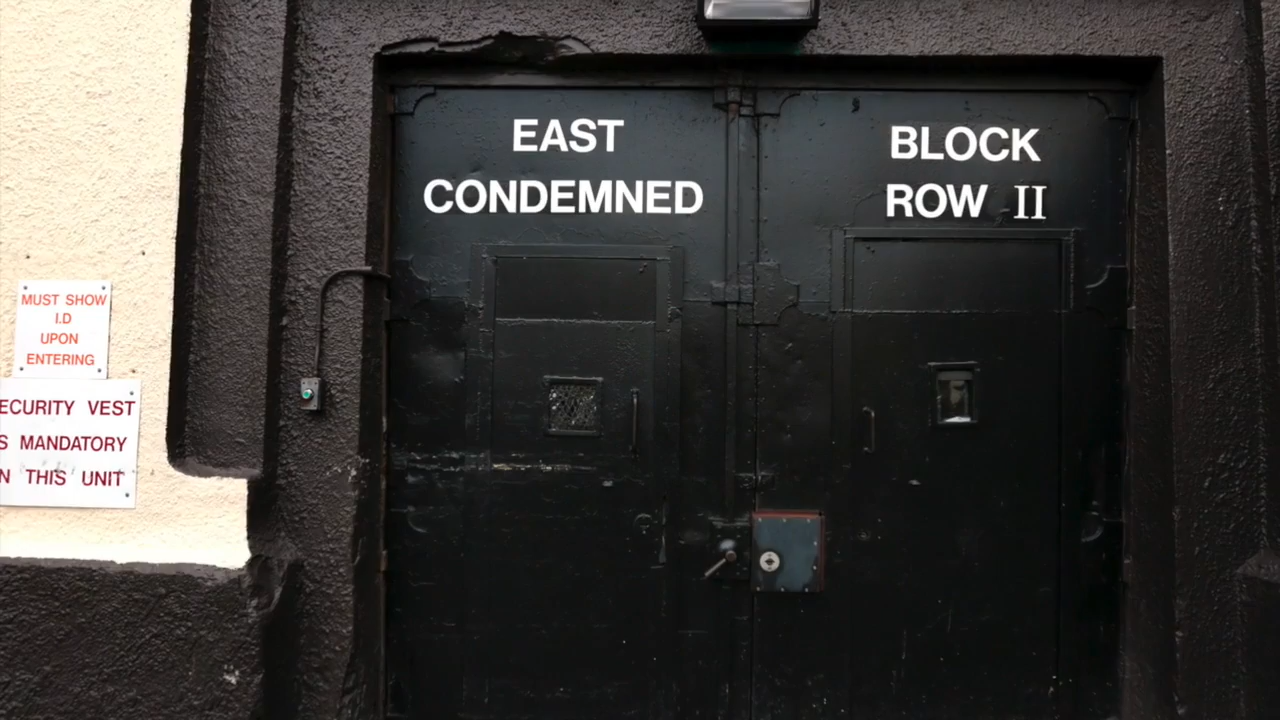 EAST BLOCK
CONDEMNED ROW II
MUST SHOW
I.D
UPON
ENTERING
ECURITY VEST
S MANDATORY
N THIS UNIT